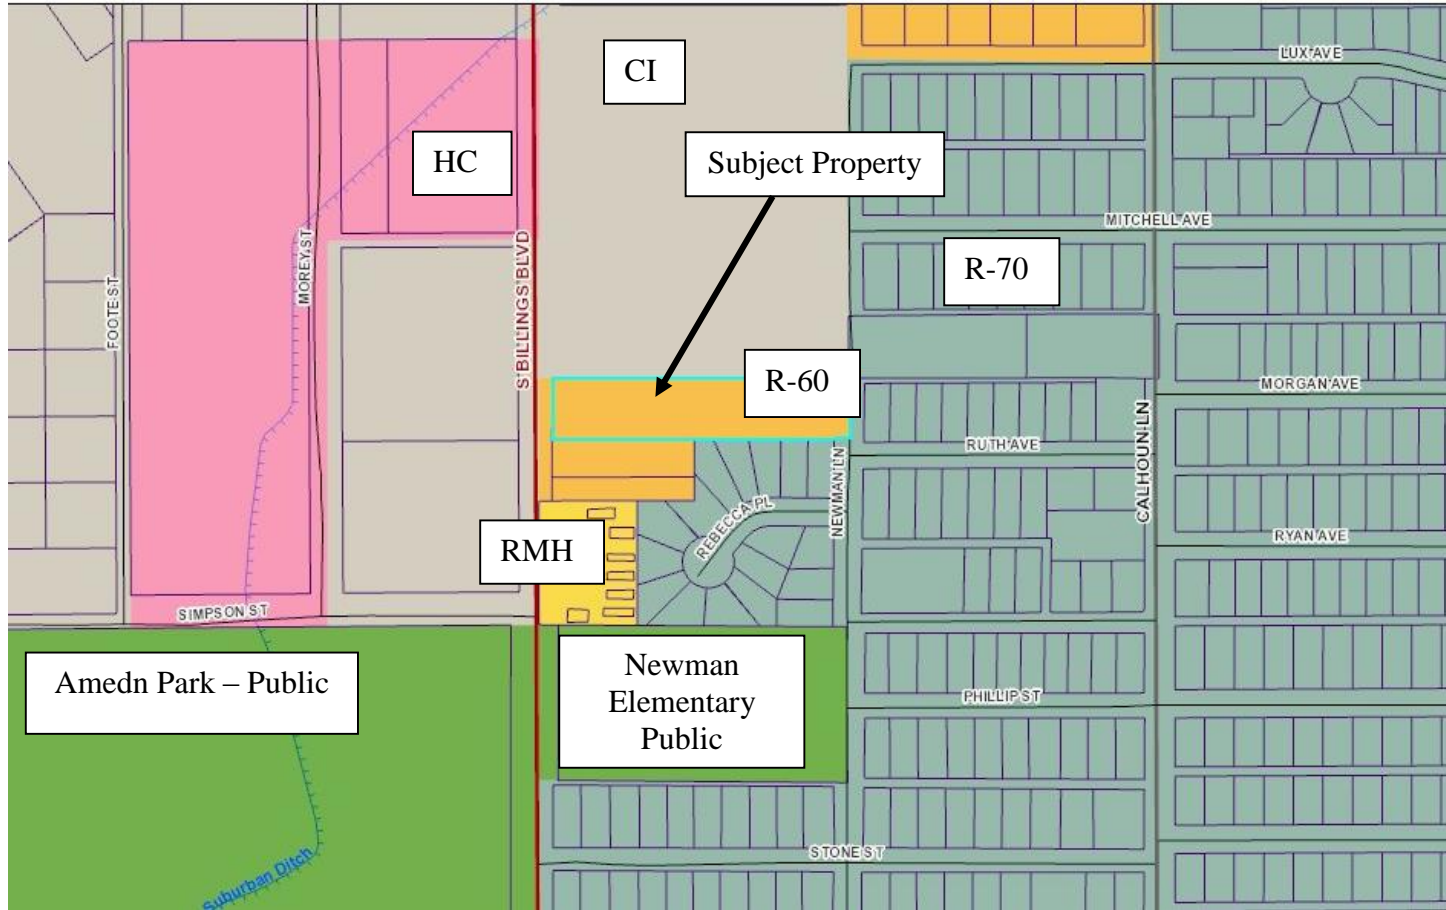 LUX AVE
CI
HC
Subject Property
MITCHELL AVE
S BILLINGS BLVD
MOREY ST
FOOTE ST
R-70
R-60
MORGAN AVE
CALHOUN LN
RUTH AVE
NEWMAN LN
REBECCA PL
RYAN AVE
RMH
SIMPSON ST
Amedn Park – Public
Newman
Elementary
Public
PHILLIP ST
STONE ST
Suburban Ditch